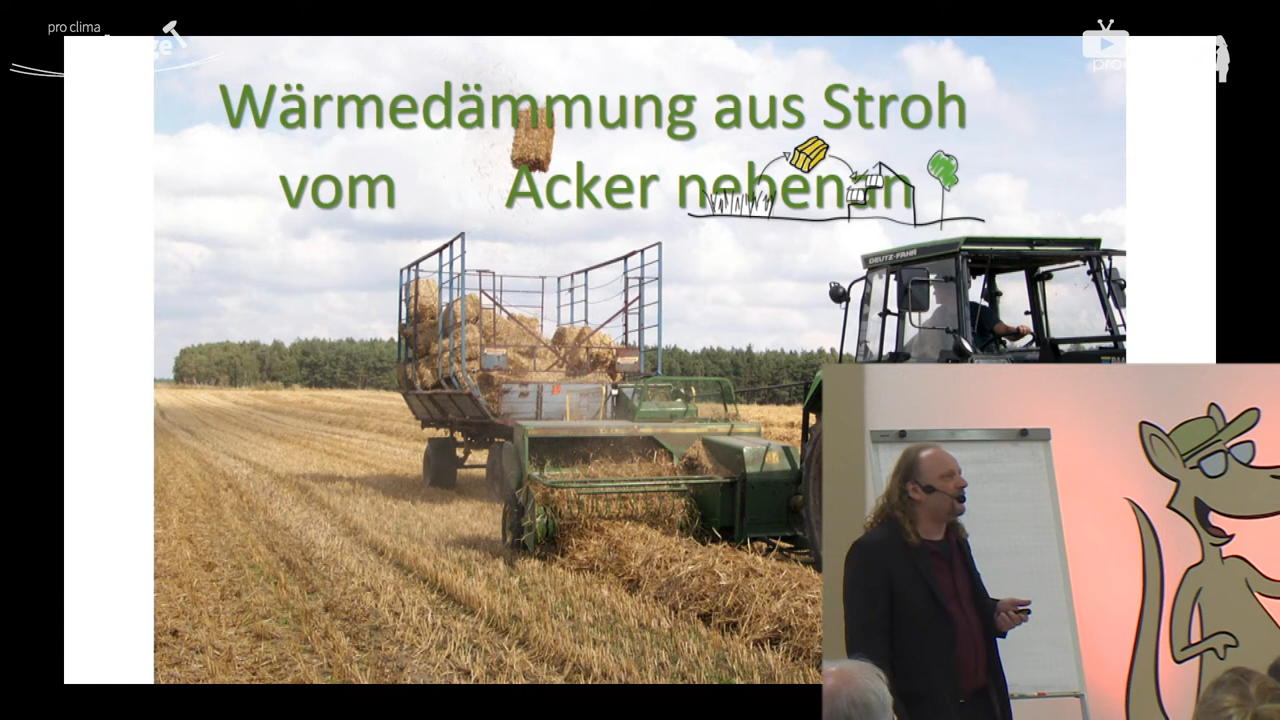 pro clima
Wärmedämmung aus Stroh
vom Acker nebenan
DEUTZ-FAHR